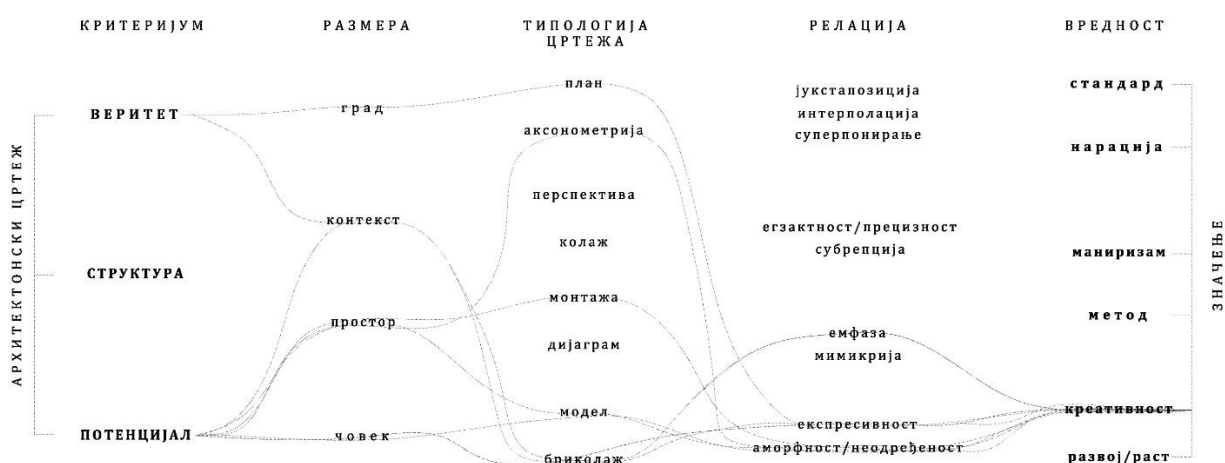 КРИТЕРИЈУМ
РАЗМЕРА
ТИПОЛОГИЈА
ЦРТЕЖА
РЕЛАЦИЈА
ВРЕДНОСТ
АРХИТЕКТОНСКИ ЦРТЕЖ
ВЕРИТЕТ
СТРУКТУРА
ПОТЕНЦИЈАЛ
град
контекст
простор
човек
план
аксонометрија
перспектива
колаж
монтажа
дијаграм
модел
бриколаж
јукстапозиција
интерполација
суперпонирање
егзактност/прецизност
субрепција
емфаза
мимикрија
експресивност
аморфност/неодређеност
стандард
нарација
маниризам
метод
креативност
развој/раст
ЗНАЧЕЊЕ